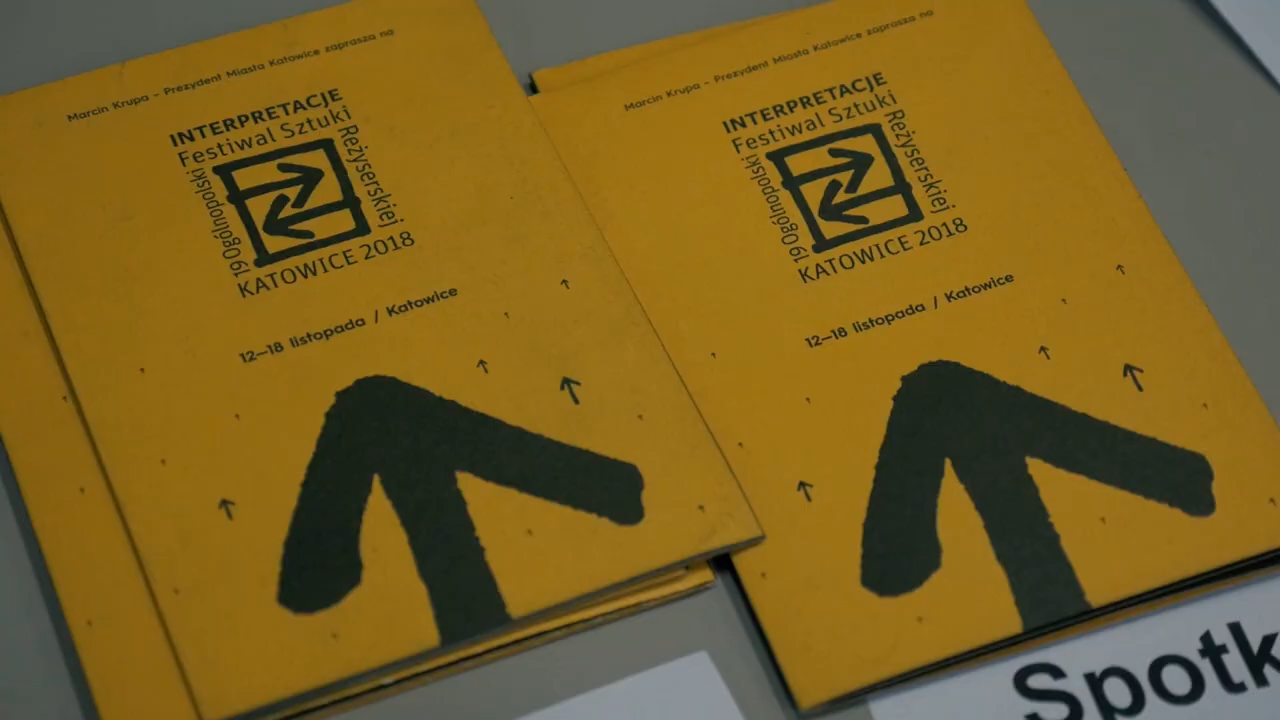 Marcin Krupa – Prezydent Miasta Katowice zaprasza na
INTERPRETACJE
Festiwal Sztuki
Reżyserskiej
19 Ogólnopolski
KATOWICE 2018
12–18 listopada / Katowice
Marcin Krupa – Prezydent Miasta Katowice zaprasza na
INTERPRETACJE
Festiwal Sztuki
Reżyserskiej
19 Ogólnopolski
KATOWICE 2018
12–18 listopada / Katowice
Spotk